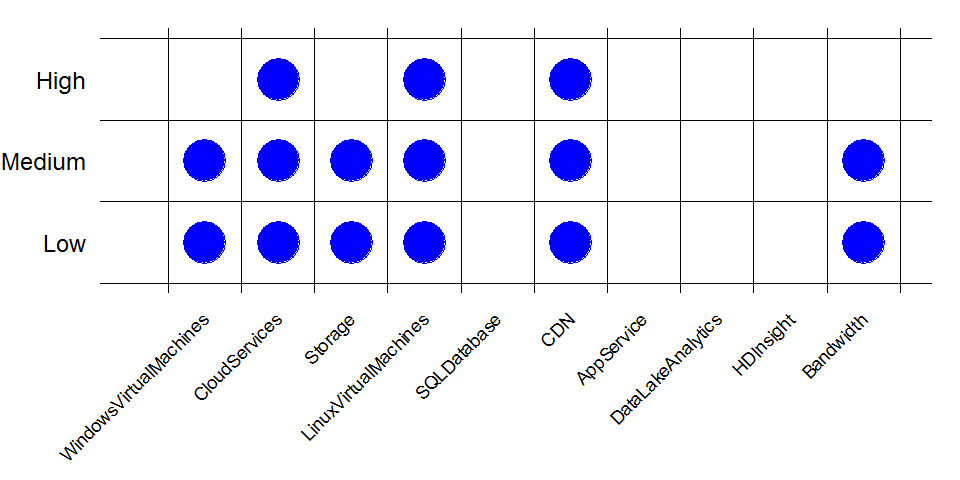 High
Medium
Low
WindowsVirtualMachines
CloudServices
Storage
LinuxVirtualMachines
SQLDatabase
CDN
AppService
DataLakeAnalytics
HDInsight
Bandwidth